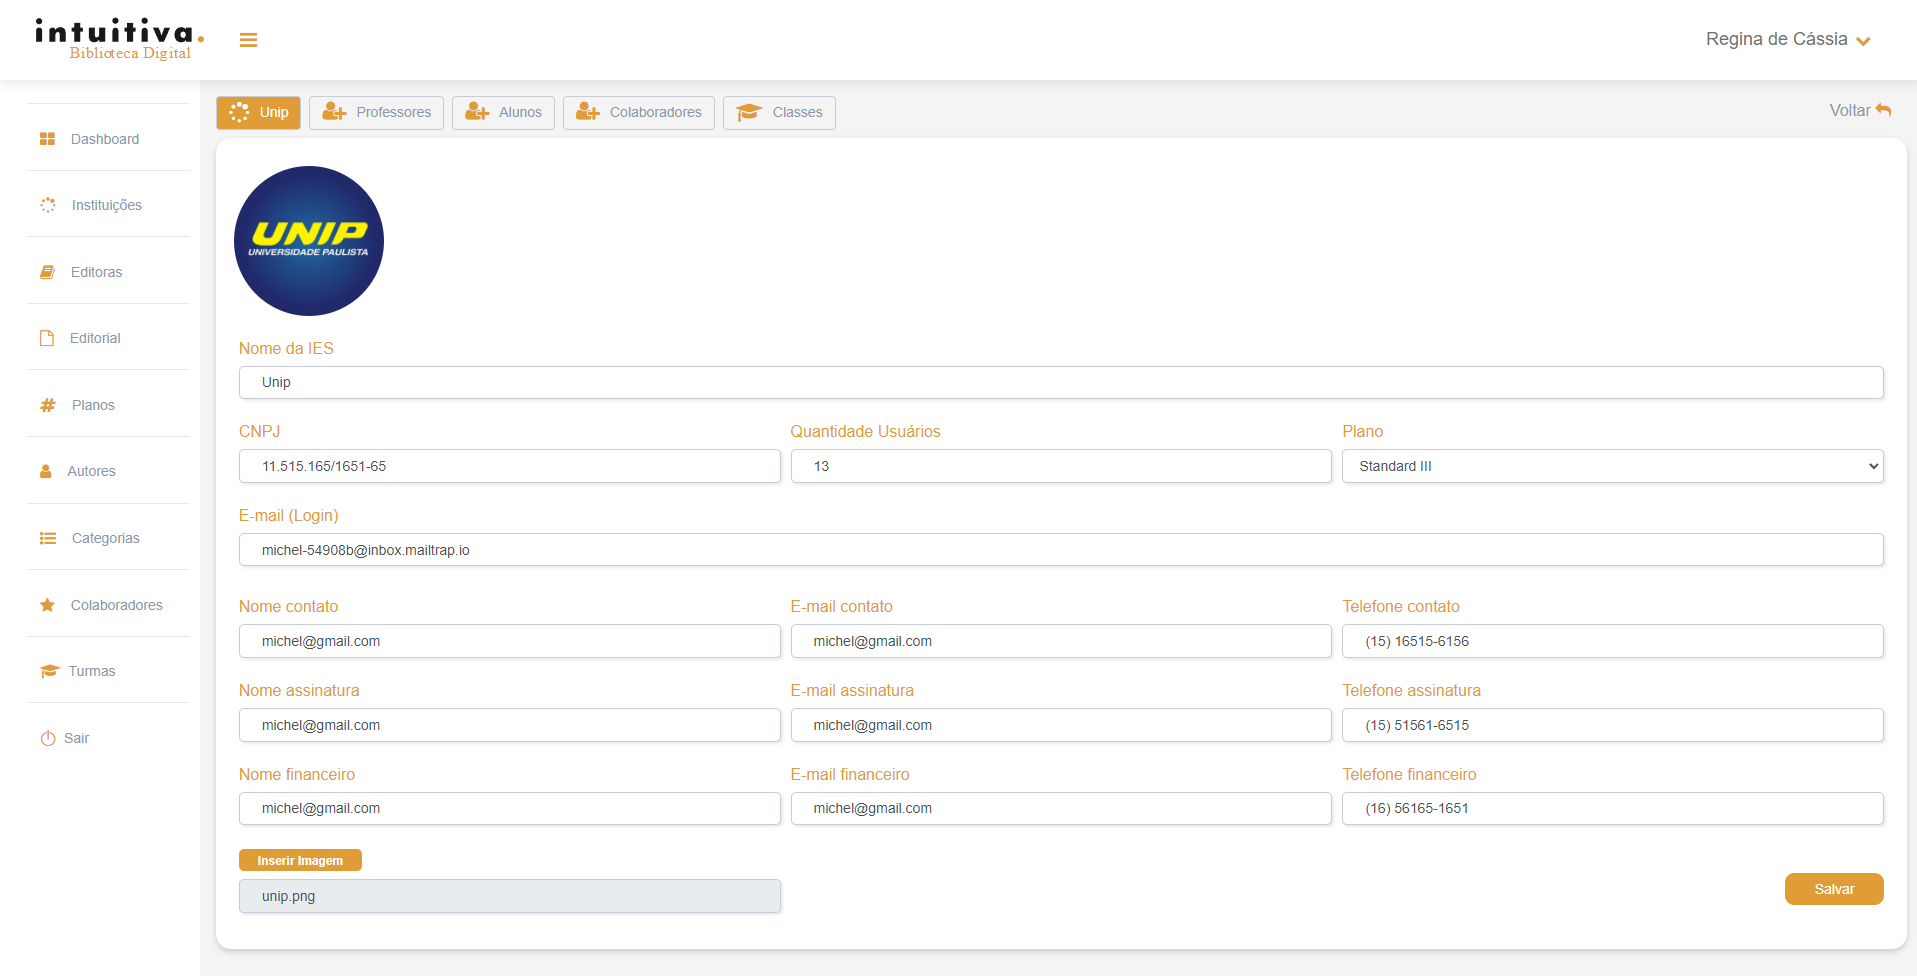 intuitiva.
Biblioteca Digital
Regina de Cássia
Dashboard
Instituições
Editoras
Editorial
Planos
Autores
Categorias
Colaboradores
Turmas
Sair
Unip
Professores
Alunos
Colaboradores
Classes
Voltar
UNIP
UNIVERSIDADE PAULISTA
Nome da IES
Unip
CNPJ
Quantidade Usuários
Plano
11.515.165/1651-65
13
Standard III
E-mail (Login)
michel-54908b@inbox.mailtrap.io
Nome contato
E-mail contato
Telefone contato
michel@gmail.com
michel@gmail.com
(15) 16515-6156
Nome assinatura
E-mail assinatura
Telefone assinatura
michel@gmail.com
michel@gmail.com
(15) 51561-6515
Nome financeiro
E-mail financeiro
Telefone financeiro
michel@gmail.com
michel@gmail.com
(16) 56165-1651
Inserir Imagem
unip.png
Salvar